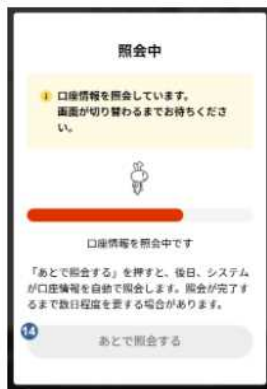 照会中
口座情報を照会しています。
画面が切り替わるまでお待ちくださ
い。
口座情報を照会中です
「あとで照会する」を押すと、後日、システム
が口座情報を自動で照会します。照会が完了す
るまで数日程度を要する場合があります。
14
あとで照会する